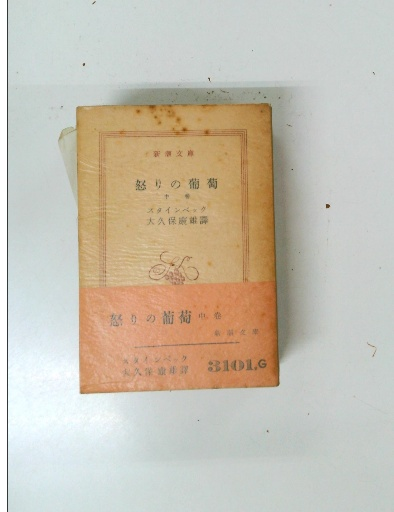 新潮文庫
怒りの葡萄
中巻
スタインベック
大久保康雄譯
怒りの葡萄 中巻
新潮文庫
スタインベック
大久保康雄譯
3101,G